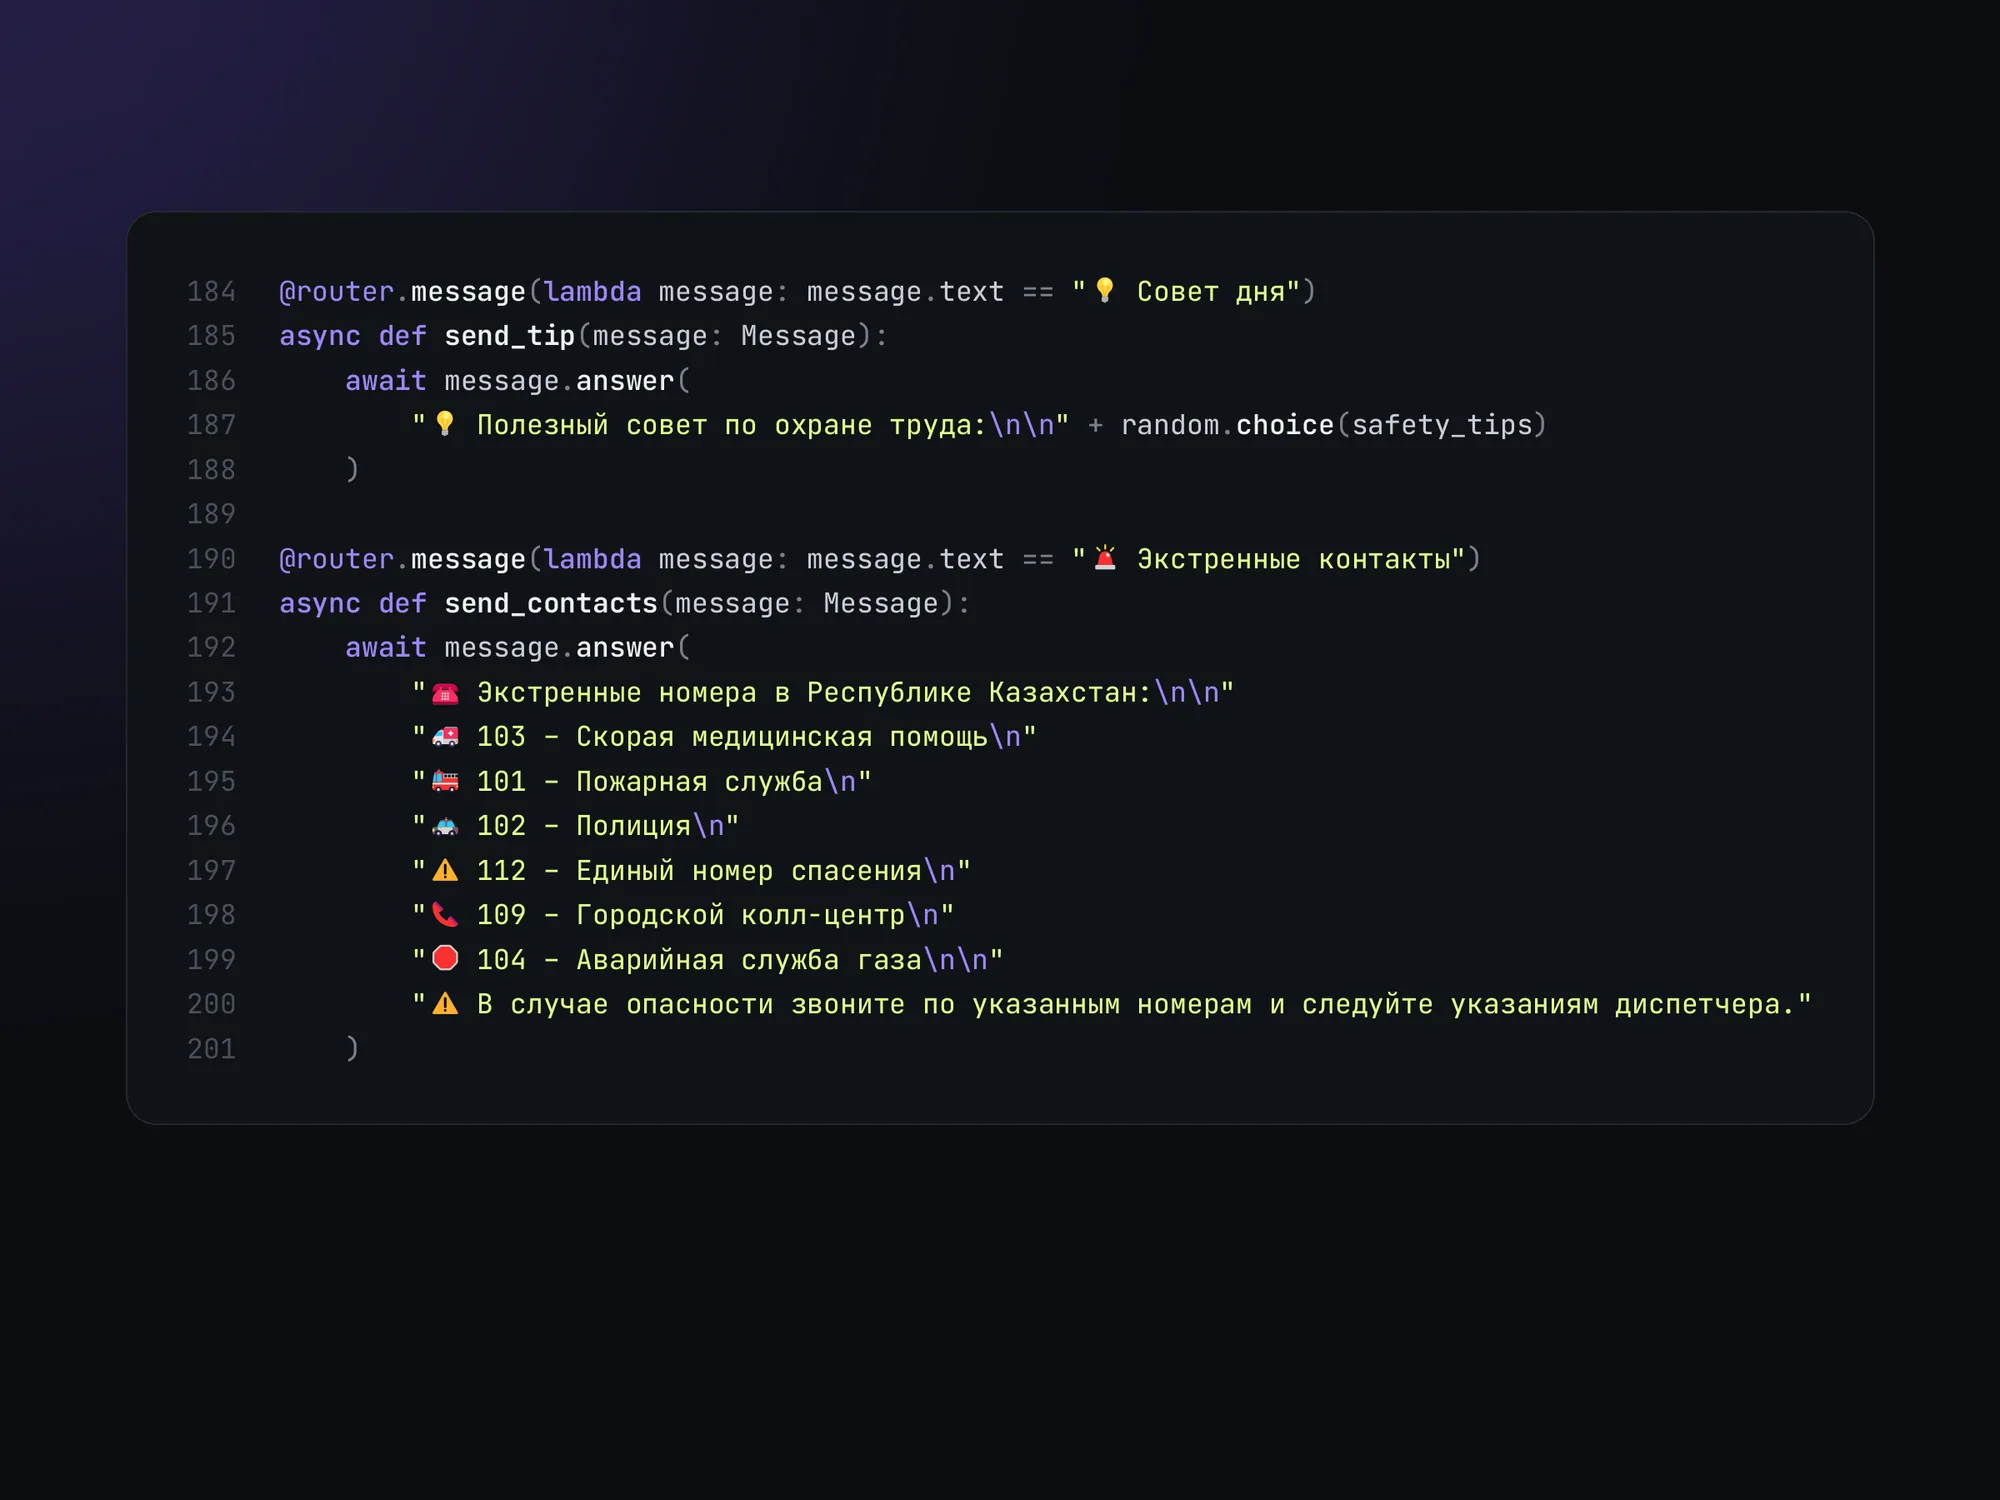 184 @router.message(lambda message: message.text == "💡 Совет дня")
185 async def send_tip(message: Message):
186     await message.answer(
187         "💡 Полезный совет по охране труда:\n\n" + random.choice(safety_tips)
188     )
189
190 @router.message(lambda message: message.text == "🚨 Экстренные контакты")
191 async def send_contacts(message: Message):
192     await message.answer(
193         "☎️ Экстренные номера в Республике Казахстан:\n\n"
194         "🚑 103 – Скорая медицинская помощь\n"
195         "🚒 101 – Пожарная служба\n"
196         "🚓 102 – Полиция\n"
197         "⚠️ 112 – Единый номер спасения\n"
198         "📞 109 – Городской колл-центр\n"
199         "🛑 104 – Аварийная служба газа\n\n"
200         "⚠️ В случае опасности звоните по указанным номерам и следуйте указаниям диспетчера."
201     )